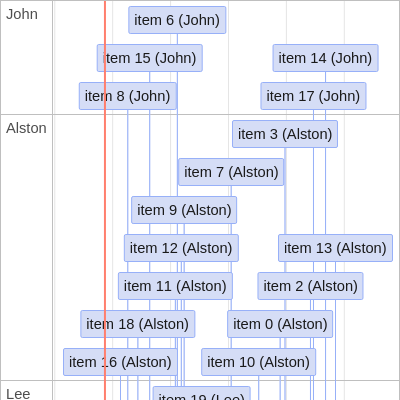 John
item 6 (John)
item 15 (John)
item 14 (John)
item 8 (John)
item 17 (John)
Alston
item 3 (Alston)
item 7 (Alston)
item 9 (Alston)
item 12 (Alston)
item 13 (Alston)
item 11 (Alston)
item 2 (Alston)
item 18 (Alston)
item 0 (Alston)
item 16 (Alston)
item 10 (Alston)
Lee
item 19 (Lee)